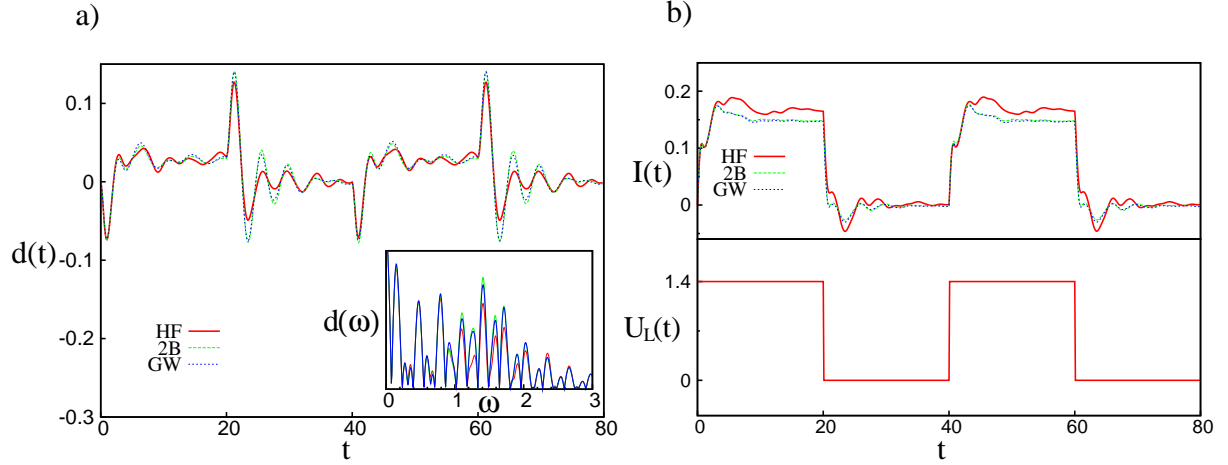 a)
0.1
0
-0.1
-0.2
-0.3
d(t)
HF
2B
GW
d(ω)
0 1 2 3
ω
0 20 40 60 80
t
b)
0.2
0.1
0
I(t)
HF
2B
GW
1.4
0
U_L(t)
0 20 40 60 80
t